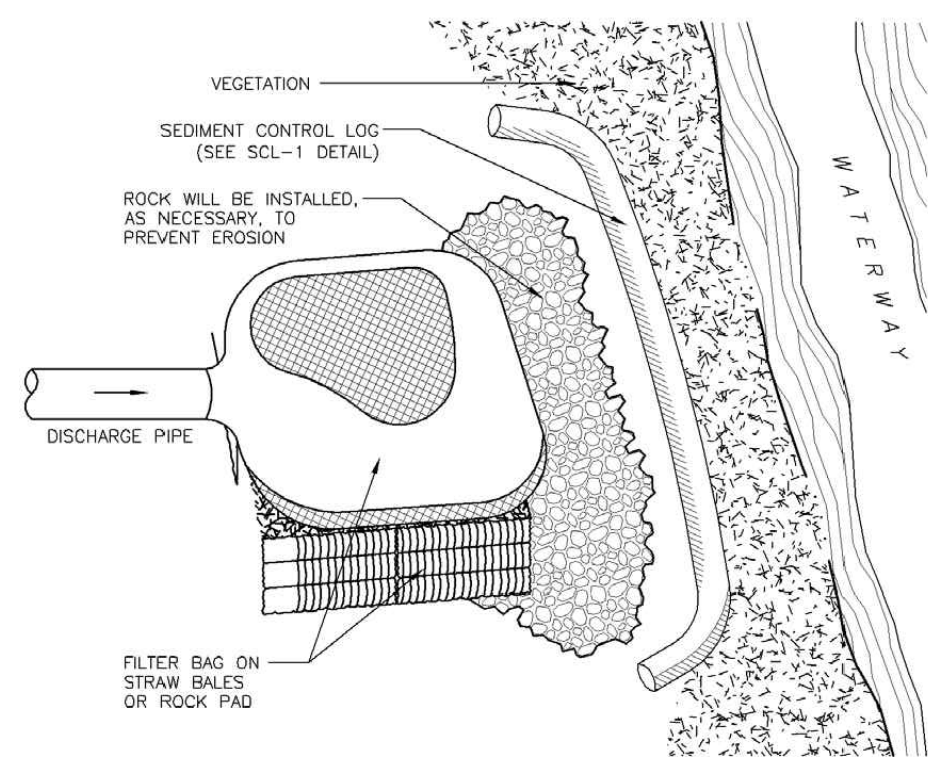 VEGETATION
SEDIMENT CONTROL LOG
(SEE SCL-1 DETAIL)
ROCK WILL BE INSTALLED,
AS NECESSARY, TO
PREVENT EROSION
WATERWAY
DISCHARGE PIPE
FILTER BAG ON
STRAW BALES
OR ROCK PAD